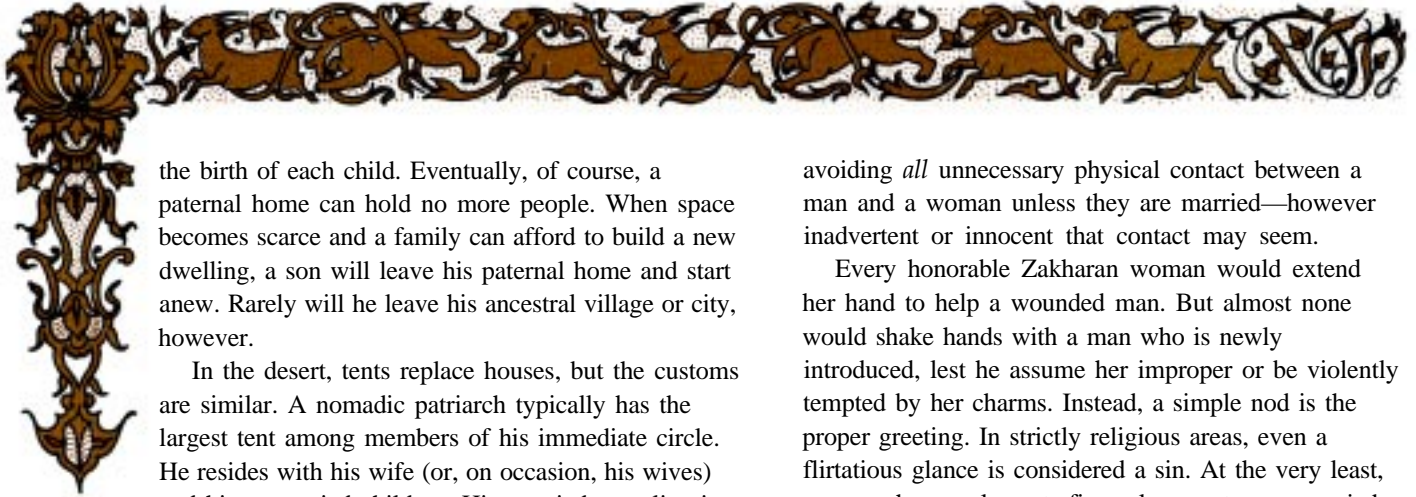 the birth of each child. Eventually, of course, a
paternal home can hold no more people. When space
becomes scarce and a family can afford to build a new
dwelling, a son will leave his paternal home and start
anew. Rarely will he leave his ancestral village or city,
however.
In the desert, tents replace houses, but the customs
are similar. A nomadic patriarch typically has the
largest tent among members of his immediate circle.
He resides with his wife (or, on occasion, his wives)
avoiding all unnecessary physical contact between a
man and a woman unless they are married—however
inadvertent or innocent that contact may seem.
Every honorable Zakharan woman would extend
her hand to help a wounded man. But almost none
would shake hands with a man who is newly
introduced, lest he assume her improper or be violently
tempted by her charms. Instead, a simple nod is the
proper greeting. In strictly religious areas, even a
flirtatious glance is considered a sin. At the very least,